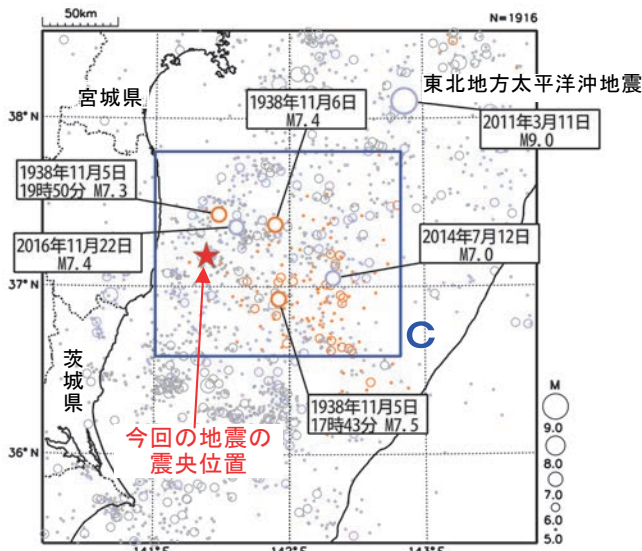 50km
N=1916
38°N
37°N
36°N
宮城県
茨城県
東北地方太平洋沖地震
2011年3月11日
M9.0
1938年11月6日
M7.4
1938年11月5日
19時50分 M7.3
2016年11月22日
M7.4
2014年7月12日
M7.0
C
1938年11月5日
17時43分 M7.5
今回の地震の
震央位置
M
9.0
8.0
7.0
6.0
5.0